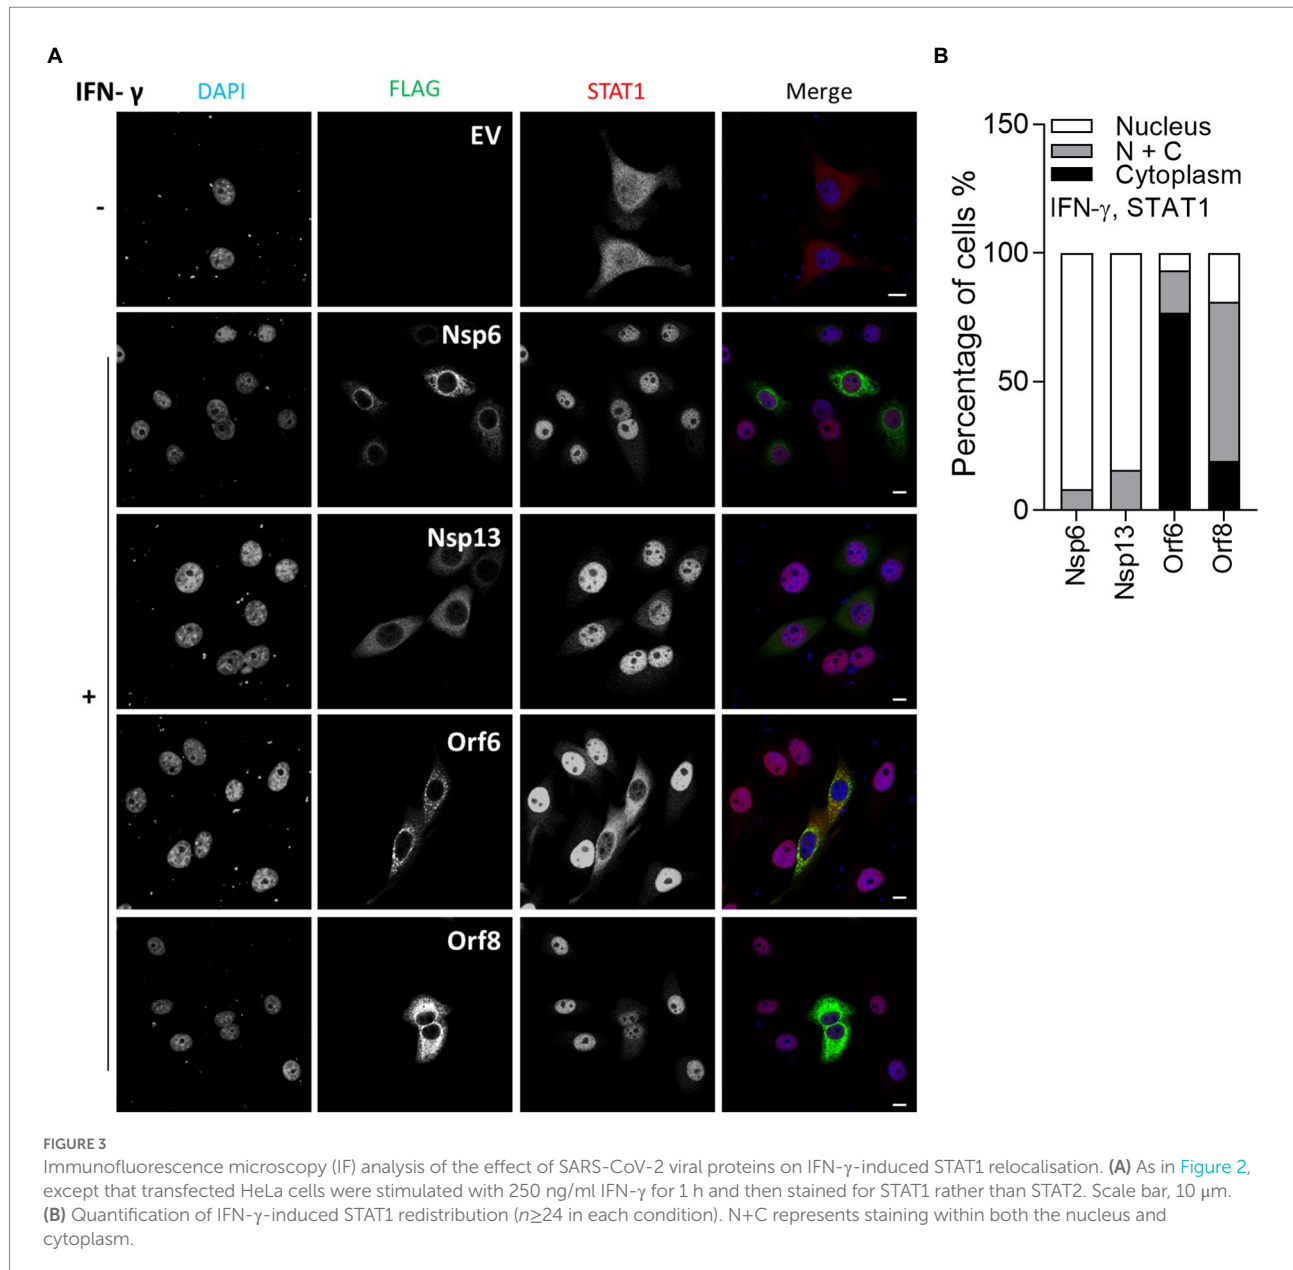 A
IFN- γ
DAPI
FLAG
STAT1
Merge
-
EV
Nsp6
Nsp13
+
Orf6
Orf8
B
Percentage of cells %
150
100
50
0
Nucleus
N + C
Cytoplasm
IFN-γ, STAT1
Nsp6
Nsp13
Orf6
Orf8
FIGURE 3
Immunofluorescence microscopy (IF) analysis of the effect of SARS-CoV-2 viral proteins on IFN-γ-induced STAT1 relocalisation. (A) As in Figure 2,
except that transfected HeLa cells were stimulated with 250 ng/ml IFN-γ for 1 h and then stained for STAT1 rather than STAT2. Scale bar, 10 μm.
(B) Quantification of IFN-γ-induced STAT1 redistribution (n≥24 in each condition). N+C represents staining within both the nucleus and
cytoplasm.